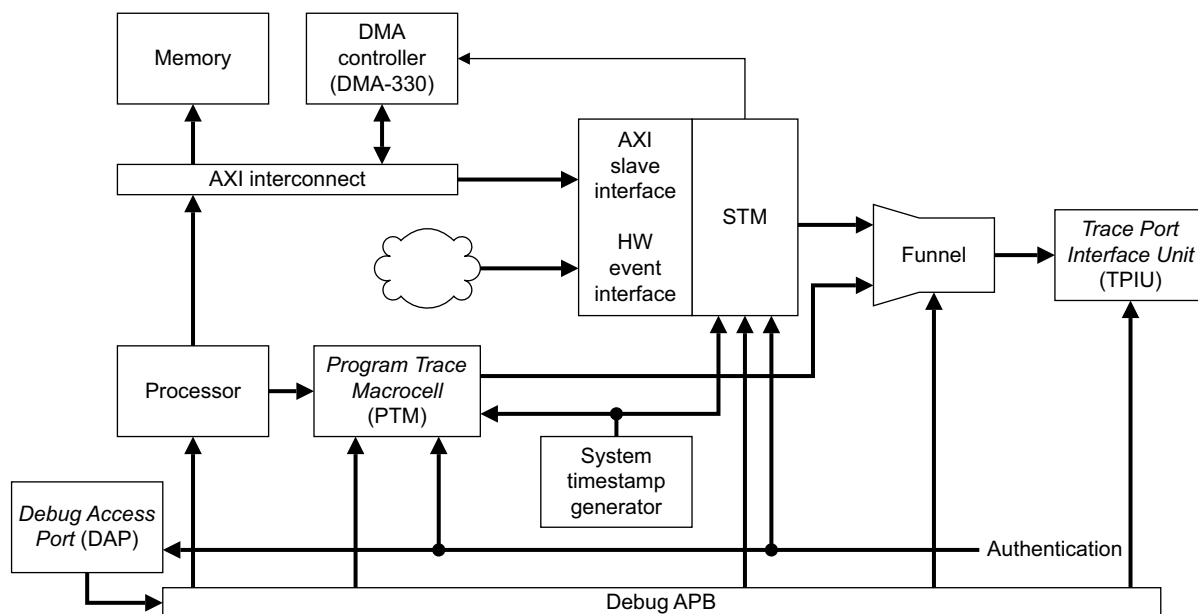 Memory
DMA
controller
(DMA-330)
AXI interconnect
AXI
slave
interface
HW
event
interface
STM
Funnel
Trace Port
Interface Unit
(TPIU)
Processor
Program Trace
Macrocell
(PTM)
System
timestamp
generator
Debug Access
Port (DAP)
Authentication
Debug APB